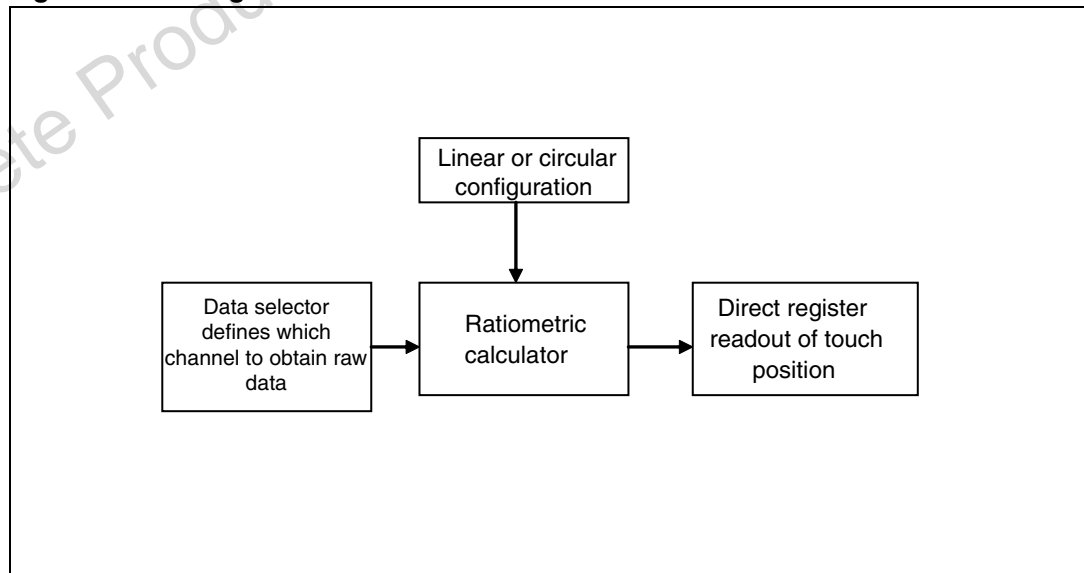 Linear or circular
configuration
Data selector
defines which
channel to obtain raw
data
Ratiometric
calculator
Direct register
readout of touch
position